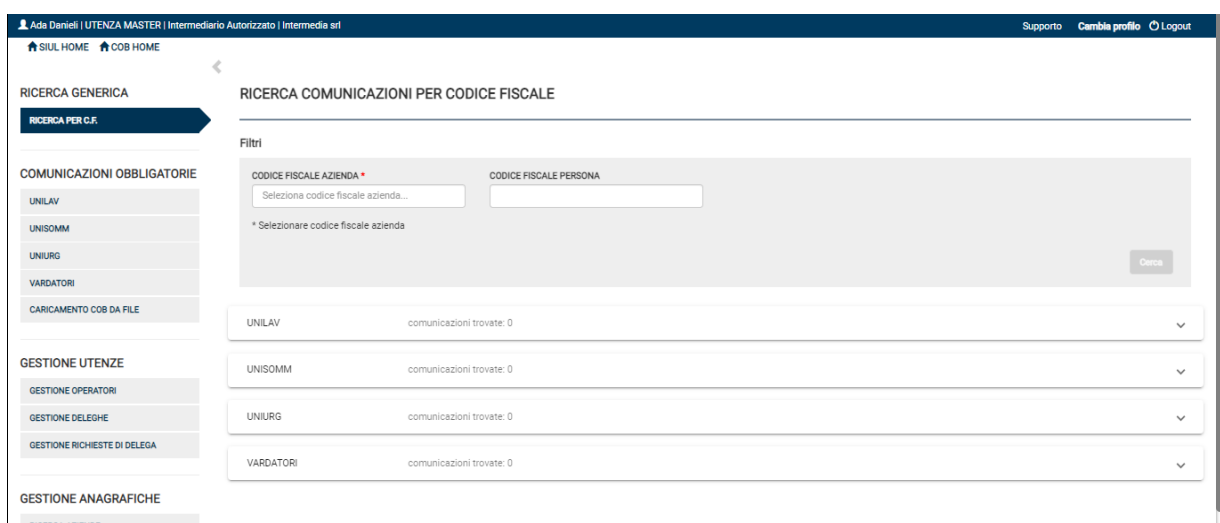 Ada Danieli | UTENZA MASTER | Intermediario Autorizzato | Intermedia srl
Supporto Cambia profilo Logout
SIUL HOME COB HOME
RICERCA GENERICA
RICERCA PER C.F.
COMUNICAZIONI OBBLIGATORIE
UNILAV
UNISOMM
UNIURG
VARDATORI
CARICAMENTO COB DA FILE
GESTIONE UTENZE
GESTIONE OPERATORI
GESTIONE DELEGHE
GESTIONE RICHIESTE DI DELEGA
GESTIONE ANAGRAFICHE
RICERCA COMUNICAZIONI PER CODICE FISCALE
Filtri
CODICE FISCALE AZIENDA * CODICE FISCALE PERSONA
Seleziona codice fiscale azienda...
* Selezionare codice fiscale azienda
Cerca
UNILAV comunicazioni trovate: 0
UNISOMM comunicazioni trovate: 0
UNIURG comunicazioni trovate: 0
VARDATORI comunicazioni trovate: 0